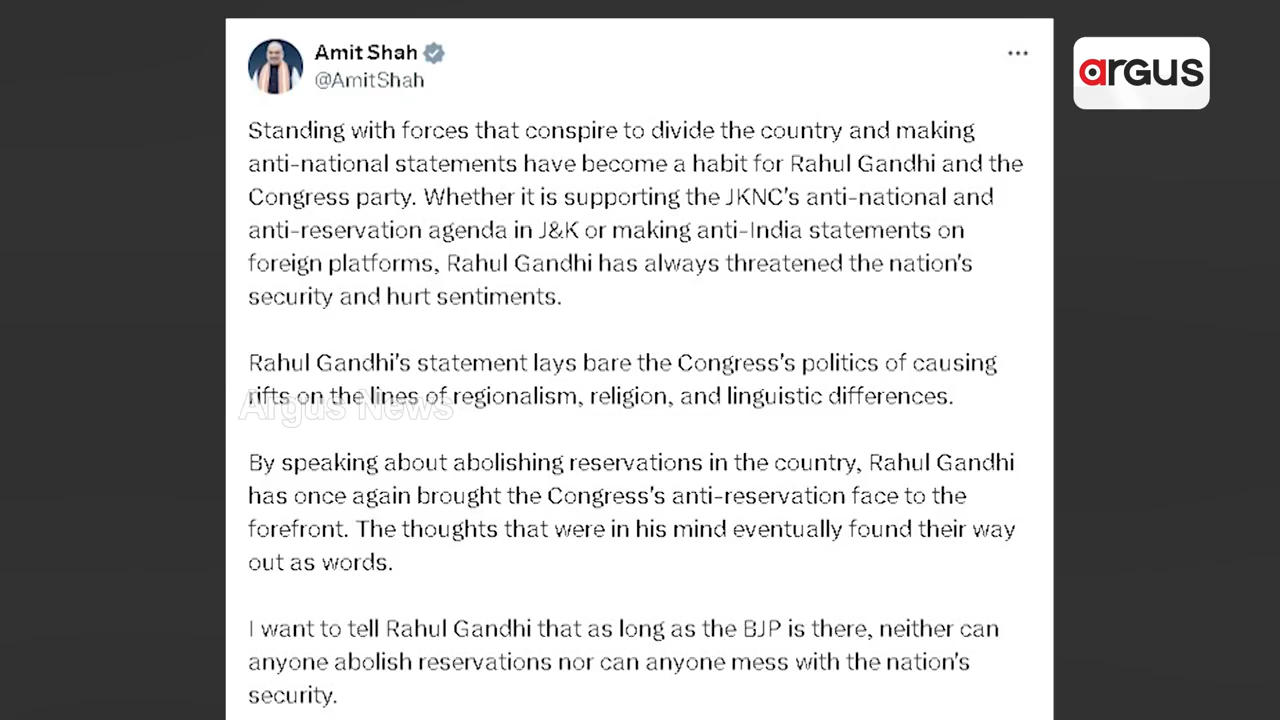 Amit Shah
@AmitShah
argus
Standing with forces that conspire to divide the country and making
anti-national statements have become a habit for Rahul Gandhi and the
Congress party. Whether it is supporting the JKNC's anti-national and
anti-reservation agenda in J&K or making anti-India statements on
foreign platforms, Rahul Gandhi has always threatened the nation's
security and hurt sentiments.
Rahul Gandhi's statement lays bare the Congress's politics of causing
rifts on the lines of regionalism, religion, and linguistic differences.
Argus News
By speaking about abolishing reservations in the country, Rahul Gandhi
has once again brought the Congress's anti-reservation face to the
forefront. The thoughts that were in his mind eventually found their way
out as words.
I want to tell Rahul Gandhi that as long as the BJP is there, neither can
anyone abolish reservations nor can anyone mess with the nation's
security.